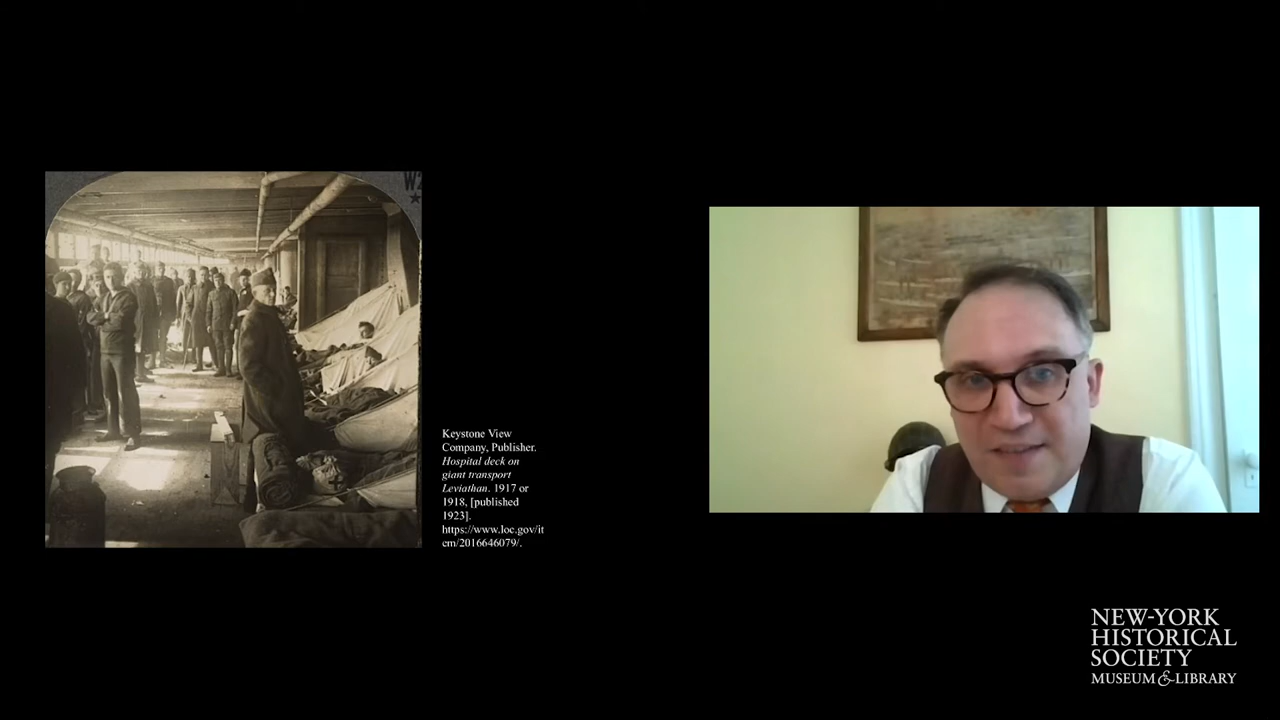 W2
Keystone View
Company, Publisher.
Hospital deck on
giant transport
Leviathan. 1917 or
1918, [published
1923].
https://www.loc.gov/it
em/2016646079/.
NEW-YORK
HISTORICAL
SOCIETY
MUSEUM & LIBRARY